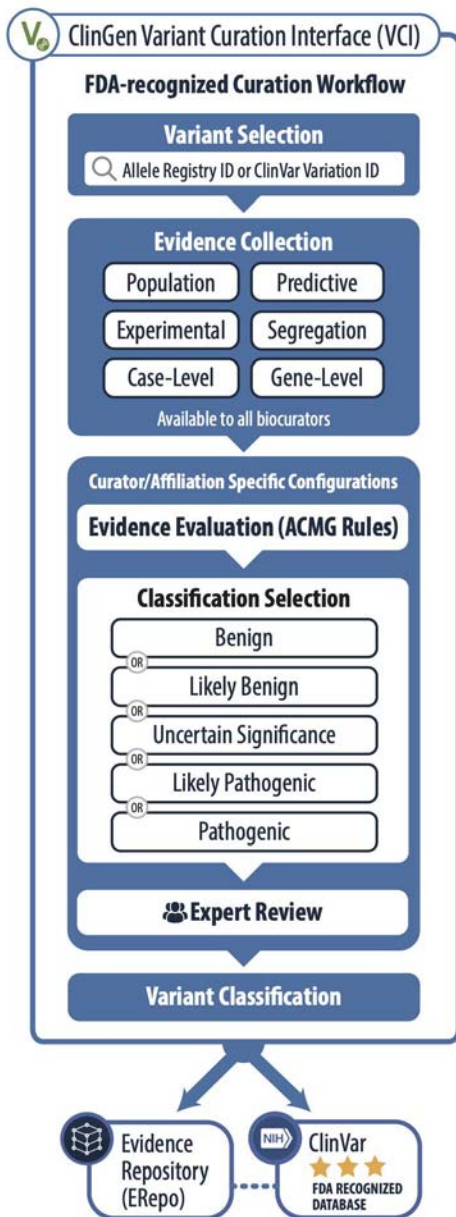 V
ClinGen Variant Curation Interface (VCI)
FDA-recognized Curation Workflow
Variant Selection
Allele Registry ID or ClinVar Variation ID
Evidence Collection
Population
Predictive
Experimental
Segregation
Case-Level
Gene-Level
Available to all biocurators
Curator/Affiliation Specific Configurations
Evidence Evaluation (ACMG Rules)
Classification Selection
Benign
OR
Likely Benign
OR
Uncertain Significance
OR
Likely Pathogenic
OR
Pathogenic
Expert Review
Variant Classification
Evidence
Repository
(ERepo)
NIH
ClinVar
FDA RECOGNIZED
DATABASE